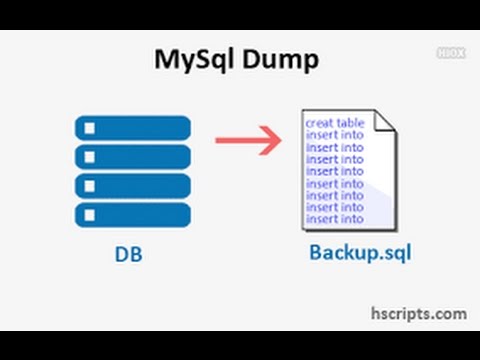 MySql Dump
HIOX
creat table
insert into
insert into
insert into
insert into
insert into
insert into
insert into
insert into
DB
Backup.sql
hscripts.com